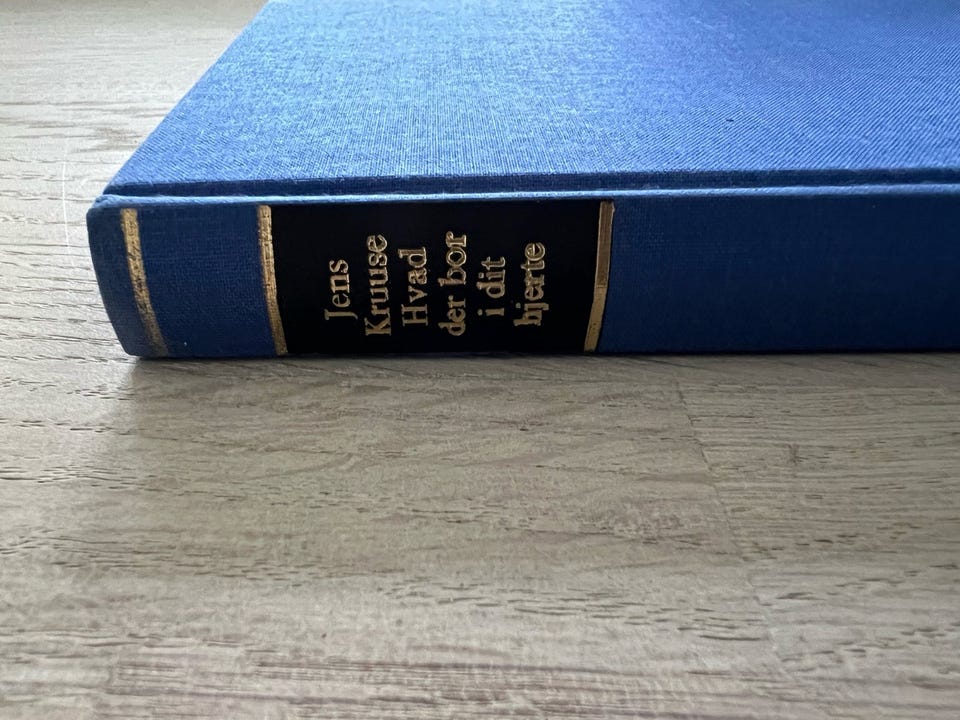 Jens
Kruuse
Hvad
der bor
i dit
hjerte